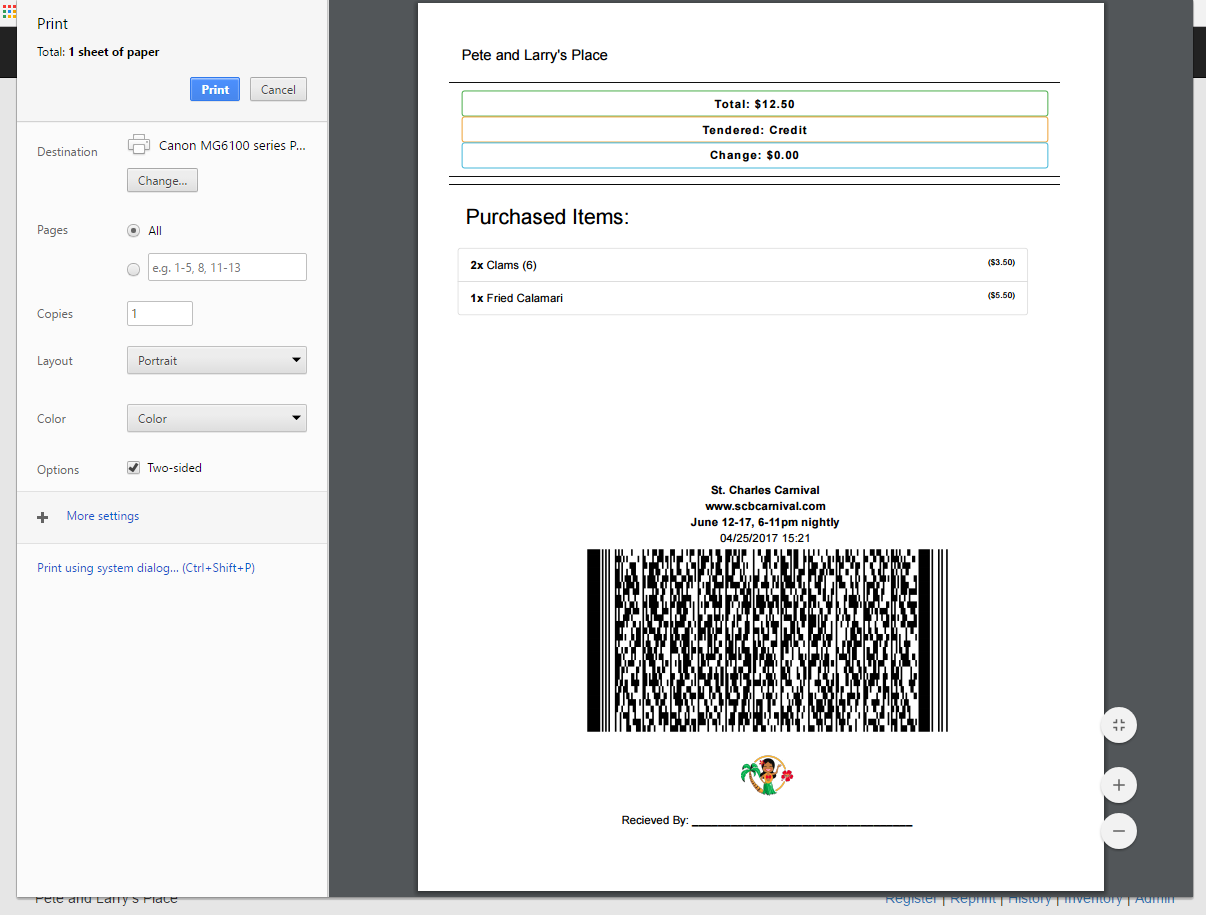 Print
Total: 1 sheet of paper
Print Cancel
Destination Canon MG6100 series P...
Change...
Pages All
e.g. 1-5, 8, 11-13
Copies 1
Layout Portrait
Color Color
Options Two-sided
More settings
Print using system dialog... (Ctrl+Shift+P)
Pete and Larry's Place
Total: $12.50
Tendered: Credit
Change: $0.00
Purchased Items:
2x Clams (6) ($3.50)
1x Fried Calamari ($5.50)
St. Charles Carnival
www.scbcarnival.com
June 12-17, 6-11pm nightly
04/25/2017 15:21
Recieved By: ___________________________________
Pete and Larry's Place Register | Reprint | History | Inventory | Admin